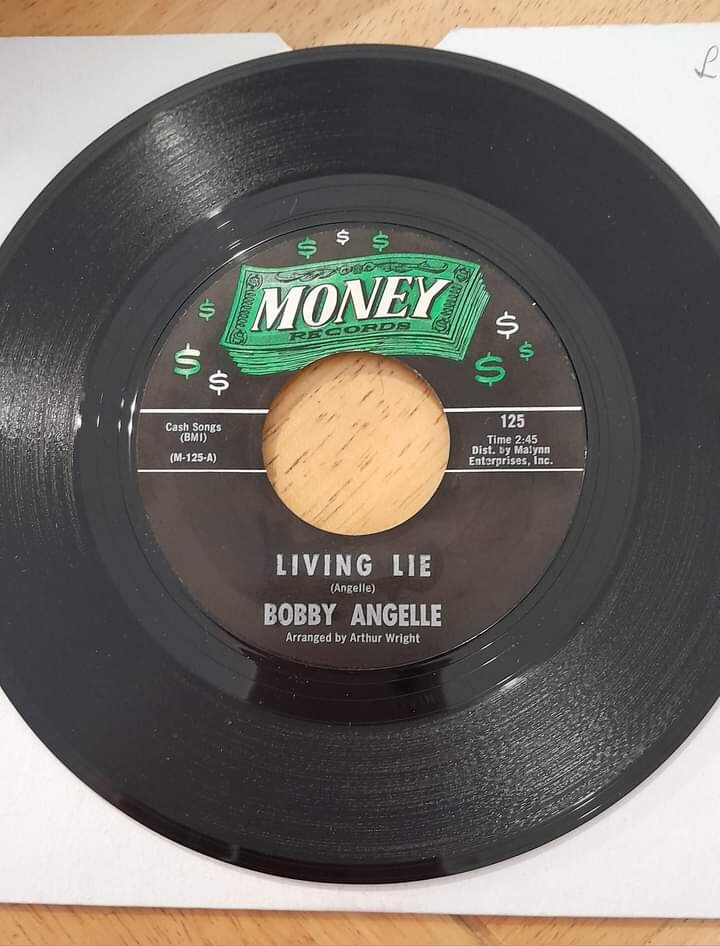 MONEY
RECORDS
Cash Songs
(BMI)
(M-125-A)
125
Time 2:45
Dist. by Malynn
Enterprises, Inc.
LIVING LIE
(Angelle)
BOBBY ANGELLE
Arranged by Arthur Wright